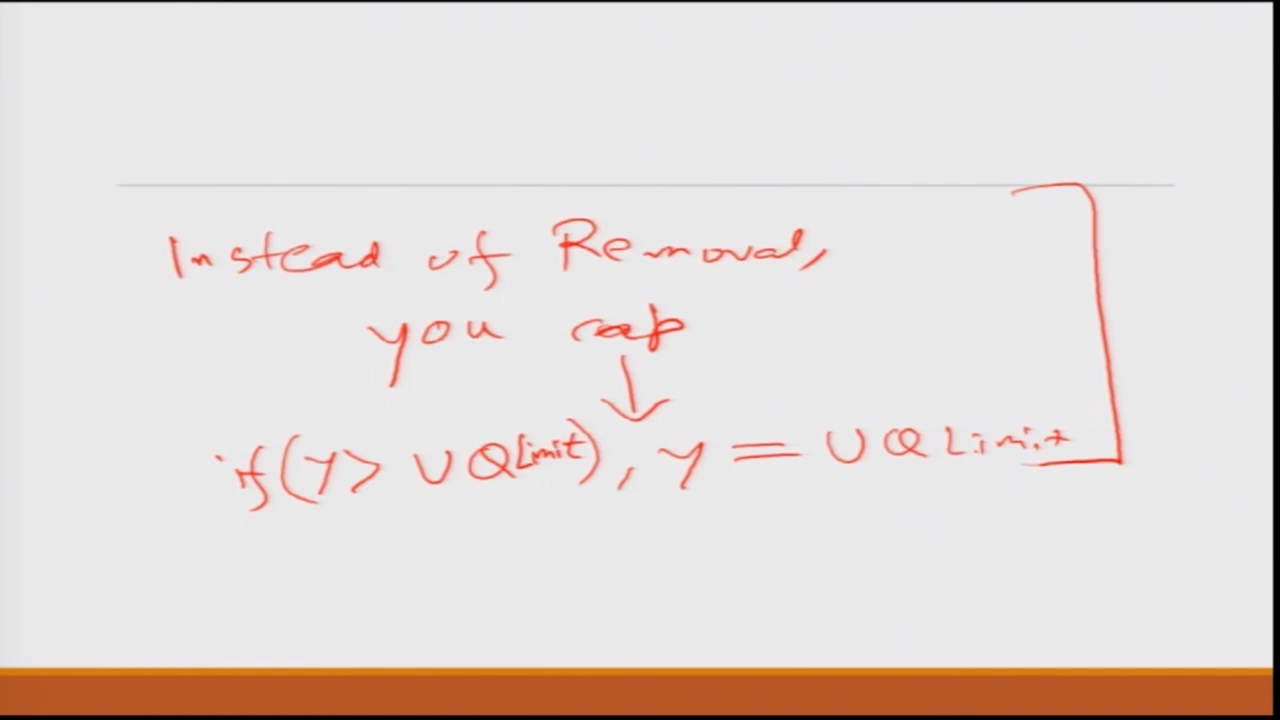 Instead of Removal,
you cap
if(y> UQLimit), y = UQLimit